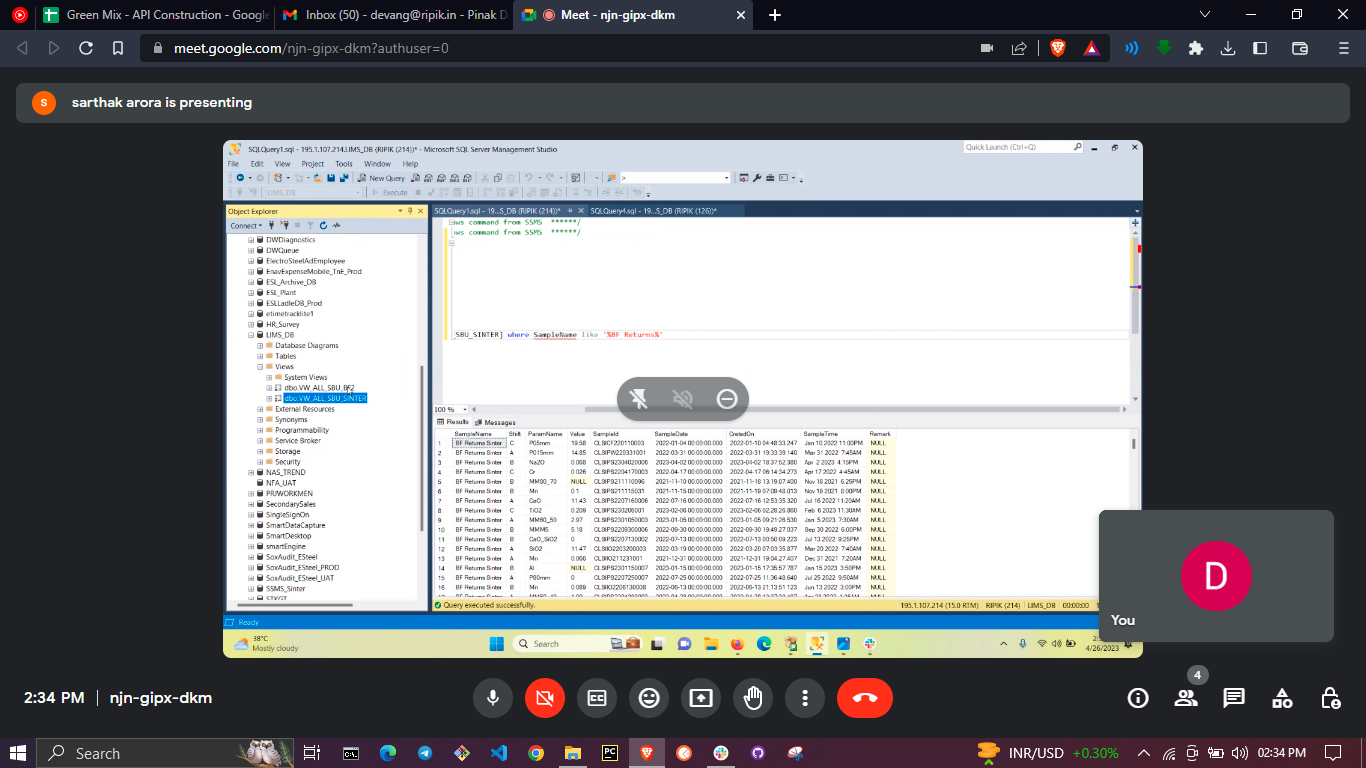 Green Mix - API Construction - Google
Inbox (50) - devang@ripik.in - Pinak D
Meet - njn-gipx-dkm
meet.google.com/njn-gipx-dkm?authuser=0
S
sarthak arora is presenting
SQLQuery1.sql - 195.1.107.214.LIMS_DB (RIPIK (214))* - Microsoft SQL Server Management Studio
Quick Launch (Ctrl+Q)
File Edit View Project Tools Window Help
New Query
LIMS_DB
Execute
Object Explorer
SQLQuery1.sql - 19...S_DB (RIPIK (214))*
SQLQuery4.sql - 19...S_DB (RIPIK (126))*
Connect
DWDiagnostics
DWQueue
ElectroSteelAdEmployee
EnavExpenseMobile_TnE_Prod
ESL_Archive_DB
ESL_Plant
ESLLadleDB_Prod
etimetracklite1
HR_Survey
LIMS_DB
Database Diagrams
Tables
Views
System Views
dbo.VW_ALL_SBU_BF2
dbo.VW_ALL_SBU_SINTER
External Resources
Synonyms
Programmability
Service Broker
Storage
Security
NAS_TREND
NFA_UAT
PRJWORKMEN
SecondarySales
SingleSignOn
SmartDataCapture
SmartDesktop
smartEngine
SoxAudit_ESteel
SoxAudit_ESteel_PROD
SoxAudit_ESteel_UAT
SSMS_Sinter
ws command from SSMS ******/
ws command from SSMS ******/
SBU_SINTER] where SampleName like '%BF Returns%'
100 %
Results Messages
SampleName Shift ParamName Value SampleId SampleDate CretedOn SampleTime Remark
1 BF Returns Sinter C P05mm 19.58 CLSICF220110003 2022-01-04 00:00:00.000 2022-01-10 04:48:33.247 Jan 10 2022 11:00PM NULL
2 BF Returns Sinter A P015mm 14.85 CLSIPW220331001 2022-03-31 00:00:00.000 2022-03-31 19:33:39.140 Mar 31 2022 7:45AM NULL
3 BF Returns Sinter B Na2O 0.068 CLSIPS2304020006 2023-04-02 00:00:00.000 2023-04-02 18:37:52.380 Apr 2 2023 4:15PM NULL
4 BF Returns Sinter C Cr 0.026 CLSIPS2204170003 2022-04-17 00:00:00.000 2022-04-17 06:14:34.273 Apr 17 2022 4:45AM NULL
5 BF Returns Sinter B MM80_70 NULL CLSIPS211110096 2021-11-10 00:00:00.000 2021-11-18 13:19:07.400 Nov 18 2021 6:25PM NULL
6 BF Returns Sinter B Mn 0.1 CLSIPS211115031 2021-11-15 00:00:00.000 2021-11-19 07:09:48.013 Nov 19 2021 8:00PM NULL
7 BF Returns Sinter A CaO 11.43 CLSIPS2207160006 2022-07-16 00:00:00.000 2022-07-16 12:53:35.320 Jul 16 2022 11:20AM NULL
8 BF Returns Sinter C TiO2 0.209 CLSIPS230206001 2023-02-06 00:00:00.000 2023-02-06 02:28:26.860 Feb 6 2023 11:30AM NULL
9 BF Returns Sinter A MM60_50 2.97 CLSIPS2301050003 2023-01-05 00:00:00.000 2023-01-05 09:21:26.530 Jan 5 2023 7:30AM NULL
10 BF Returns Sinter B MMM5 5.18 CLSIPS2209300006 2022-09-30 00:00:00.000 2022-09-30 19:49:27.037 Sep 30 2022 6:00PM NULL
11 BF Returns Sinter B CaO_SiO2 0 CLSIPS2207130002 2022-07-13 00:00:00.000 2022-07-13 00:50:09.223 Jul 13 2022 9:25PM NULL
12 BF Returns Sinter A SiO2 11.47 CLSIIO2203200003 2022-03-19 00:00:00.000 2022-03-20 07:03:35.877 Mar 20 2022 7:40AM NULL
13 BF Returns Sinter A Mn 0.066 CLSIIO211231001 2021-12-31 00:00:00.000 2021-12-31 19:04:27.407 Dec 31 2021 7:20AM NULL
14 BF Returns Sinter B Al NULL CLSIPS2301150007 2023-01-15 00:00:00.000 2023-01-15 17:35:57.787 Jan 15 2023 3:50PM NULL
15 BF Returns Sinter A P80mm 0 CLSIPS2207250007 2022-07-25 00:00:00.000 2022-07-25 11:36:48.640 Jul 25 2022 9:50AM NULL
16 BF Returns Sinter B Mn 0.089 CLSIIO2206130008 2022-06-13 00:00:00.000 2022-06-13 21:13:51.123 Jun 13 2022 3:00PM NULL
Query executed successfully.
195.1.107.214 (15.0 RTM) RIPIK (214) LIMS_DB 00:00:00
Ready
38°C
Mostly cloudy
Search
4/26/2023
D
You
2:34 PM
njn-gipx-dkm
4
Search
INR/USD +0.30%
02:34 PM